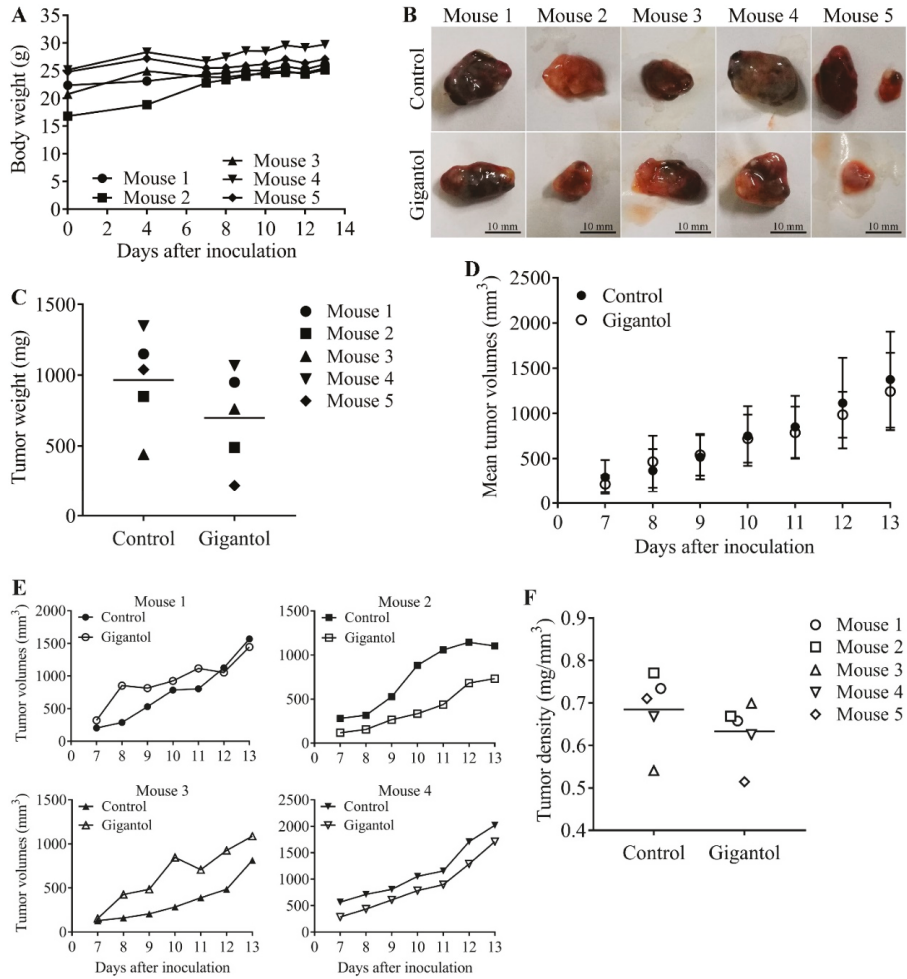 A
Body weight (g)
35
30
25
20
15
10
5
0
Mouse 1
Mouse 2
Mouse 3
Mouse 4
Mouse 5
0 2 4 6 8 10 12 14
Days after inoculation
B
Mouse 1 Mouse 2 Mouse 3 Mouse 4 Mouse 5
Control
Gigantol
10 mm 10 mm 10 mm 10 mm 10 mm
C
Tumor weight (mg)
1500
1000
500
0
Control Gigantol
Mouse 1
Mouse 2
Mouse 3
Mouse 4
Mouse 5
D
Mean tumor volumes (mm³)
2500
2000
1500
1000
500
0
Control
Gigantol
0 7 8 9 10 11 12 13
Days after inoculation
E
Mouse 1
Tumor volumes (mm³)
2000
1500
1000
500
0
Control
Gigantol
0 7 8 9 10 11 12 13
Mouse 2
1500
1000
500
0
Control
Gigantol
0 7 8 9 10 11 12 13
Mouse 3
Tumor volumes (mm³)
1500
1000
500
0
Control
Gigantol
0 7 8 9 10 11 12 13
Days after inoculation
Mouse 4
2500
2000
1500
1000
500
0
Control
Gigantol
0 7 8 9 10 11 12 13
Days after inoculation
F
Tumor density (mg/mm³)
0.9
0.8
0.7
0.6
0.5
0.4
Control Gigantol
Mouse 1
Mouse 2
Mouse 3
Mouse 4
Mouse 5